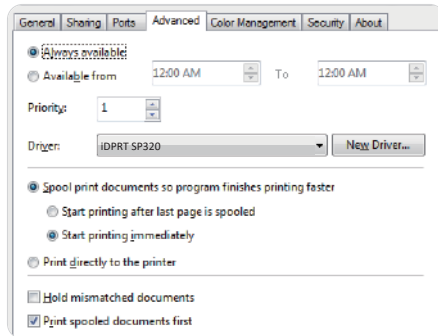 General Sharing Ports Advanced Color Management Security About
Always available
Available from 12:00 AM To 12:00 AM
Priority: 1
Driver: iDPRT SP320 New Driver...
Spool print documents so program finishes printing faster
Start printing after last page is spooled
Start printing immediately
Print directly to the printer
Hold mismatched documents
Print spooled documents first